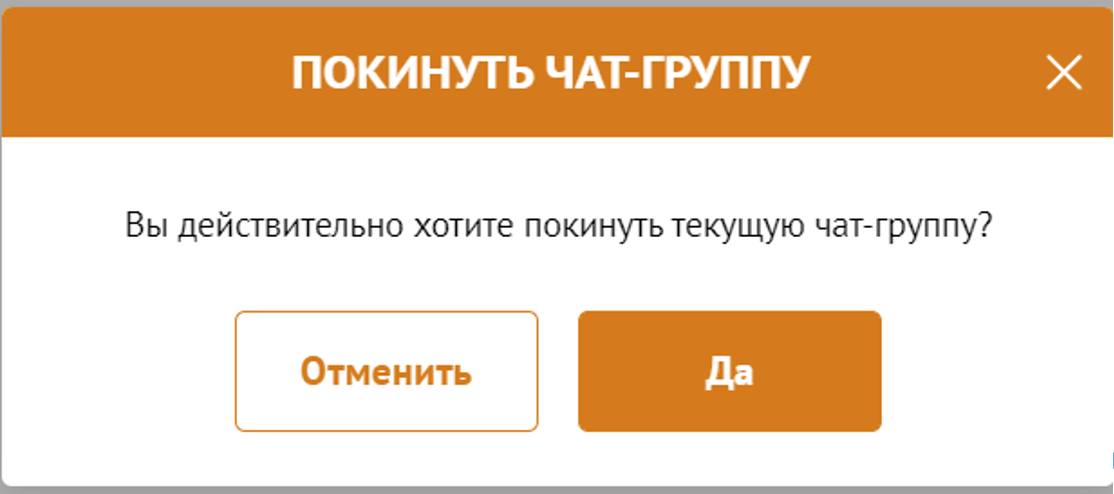 ПОКИНУТЬ ЧАТ-ГРУППУ
Вы действительно хотите покинуть текущую чат-группу?
Отменить
Да